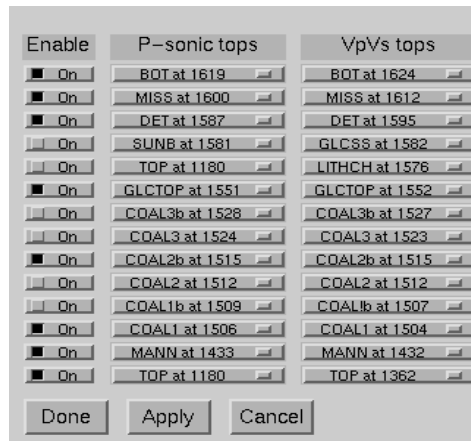 Enable P-sonic tops VpVs tops
On BOT at 1619 BOT at 1624
On MISS at 1600 MISS at 1612
On DET at 1587 DET at 1595
On SUNB at 1581 GLCSS at 1582
On TOP at 1180 LITHCH at 1576
On GLCTOP at 1551 GLCTOP at 1552
On COAL3b at 1528 COAL3b at 1527
On COAL3 at 1524 COAL3 at 1523
On COAL2b at 1515 COAL2b at 1515
On COAL2 at 1512 COAL2 at 1512
On COAL1b at 1509 COAL!b at 1507
On COAL1 at 1506 COAL1 at 1504
On MANN at 1433 MANN at 1432
On TOP at 1180 TOP at 1362
Done Apply Cancel